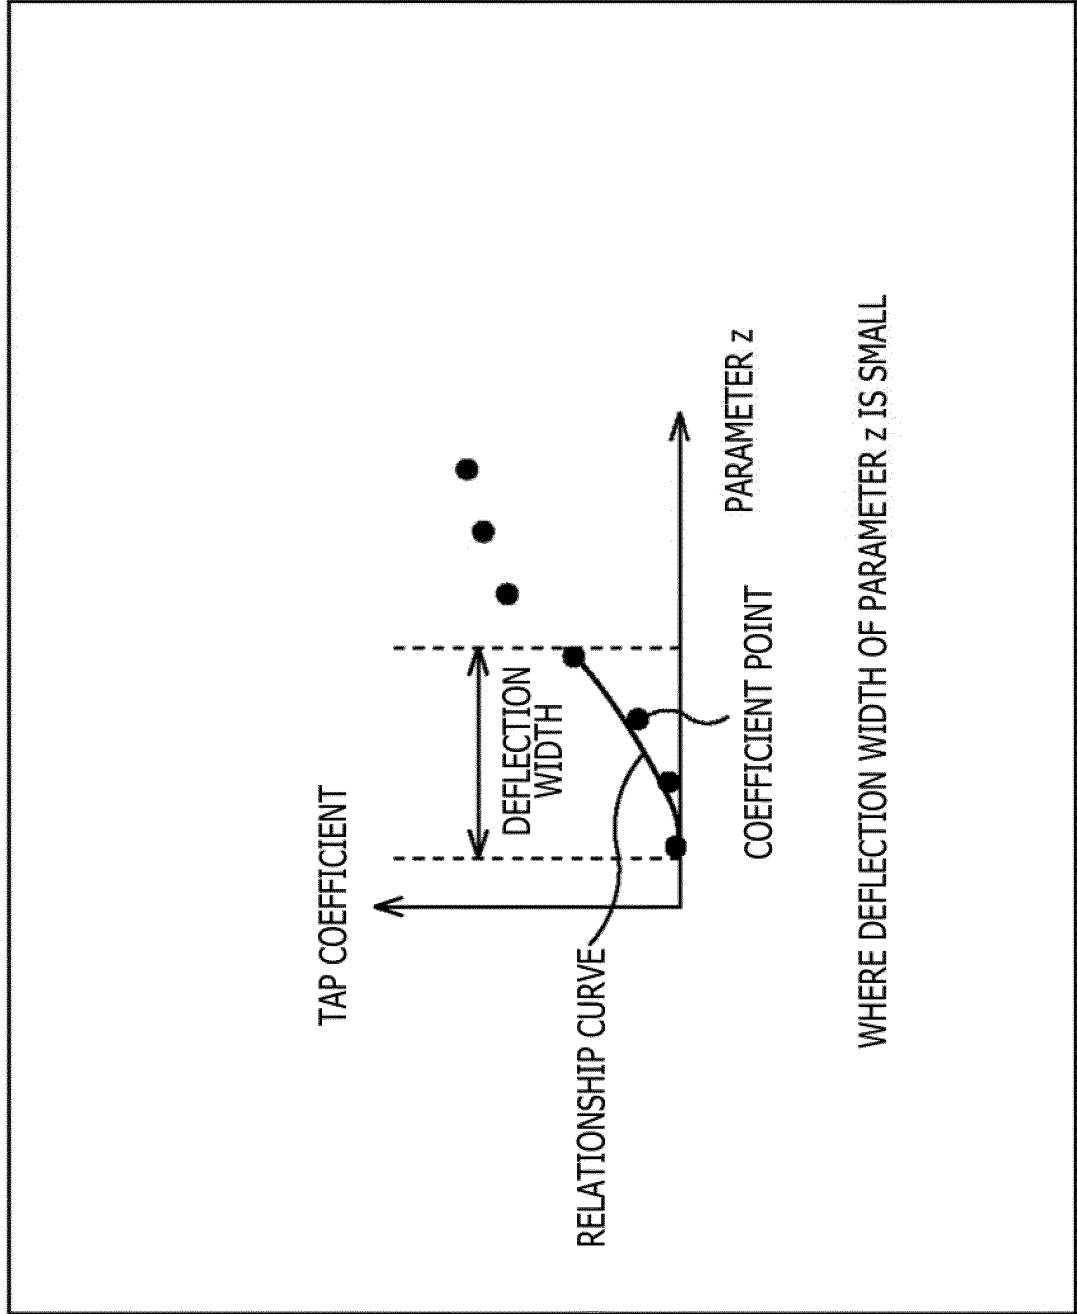 TAP COEFFICIENT
DEFLECTION
WIDTH
RELATIONSHIP CURVE
PARAMETER z
COEFFICIENT POINT
WHERE DEFLECTION WIDTH OF PARAMETER z IS SMALL